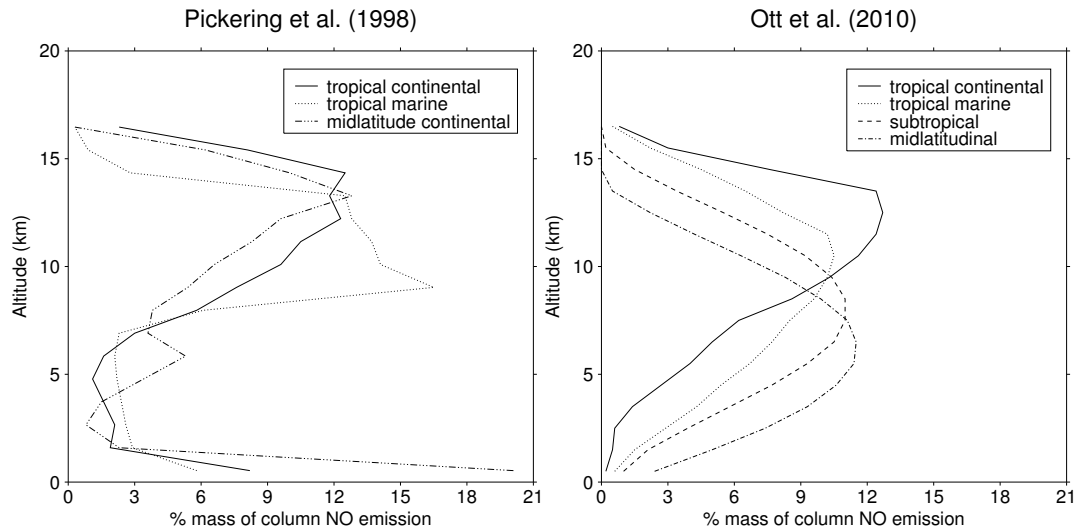 Pickering et al. (1998)
20
15
10
5
0
Altitude (km)
tropical continental
tropical marine
midlatitude continental
0 3 6 9 12 15 18 21
% mass of column NO emission
Ott et al. (2010)
20
15
10
5
0
Altitude (km)
tropical continental
tropical marine
subtropical
midlatitudinal
0 3 6 9 12 15 18 21
% mass of column NO emission